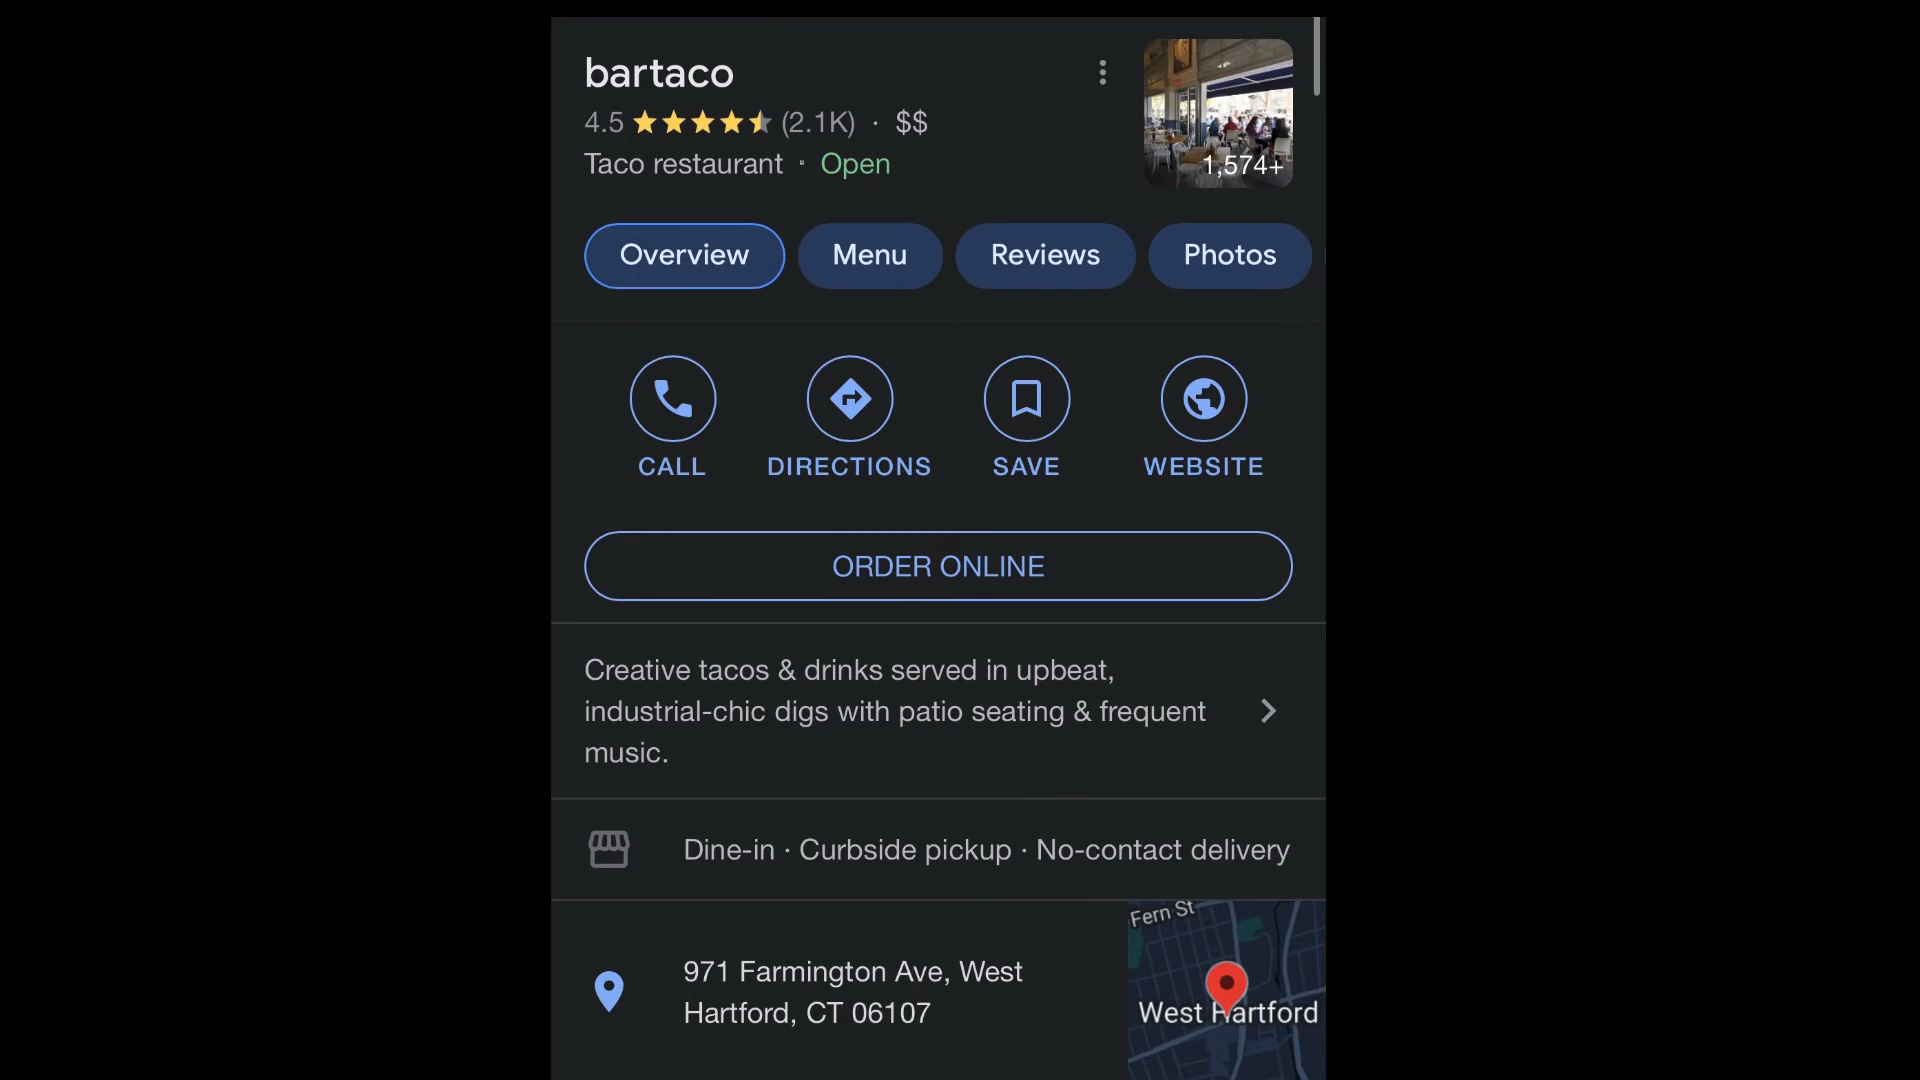 bartaco
4.5 (2.1K) · $$
Taco restaurant · Open
1,574+
Overview Menu Reviews Photos
CALL DIRECTIONS SAVE WEBSITE
ORDER ONLINE
Creative tacos & drinks served in upbeat,
industrial-chic digs with patio seating & frequent
music.
Dine-in · Curbside pickup · No-contact delivery
Fern St
971 Farmington Ave, West
Hartford, CT 06107
West Hartford